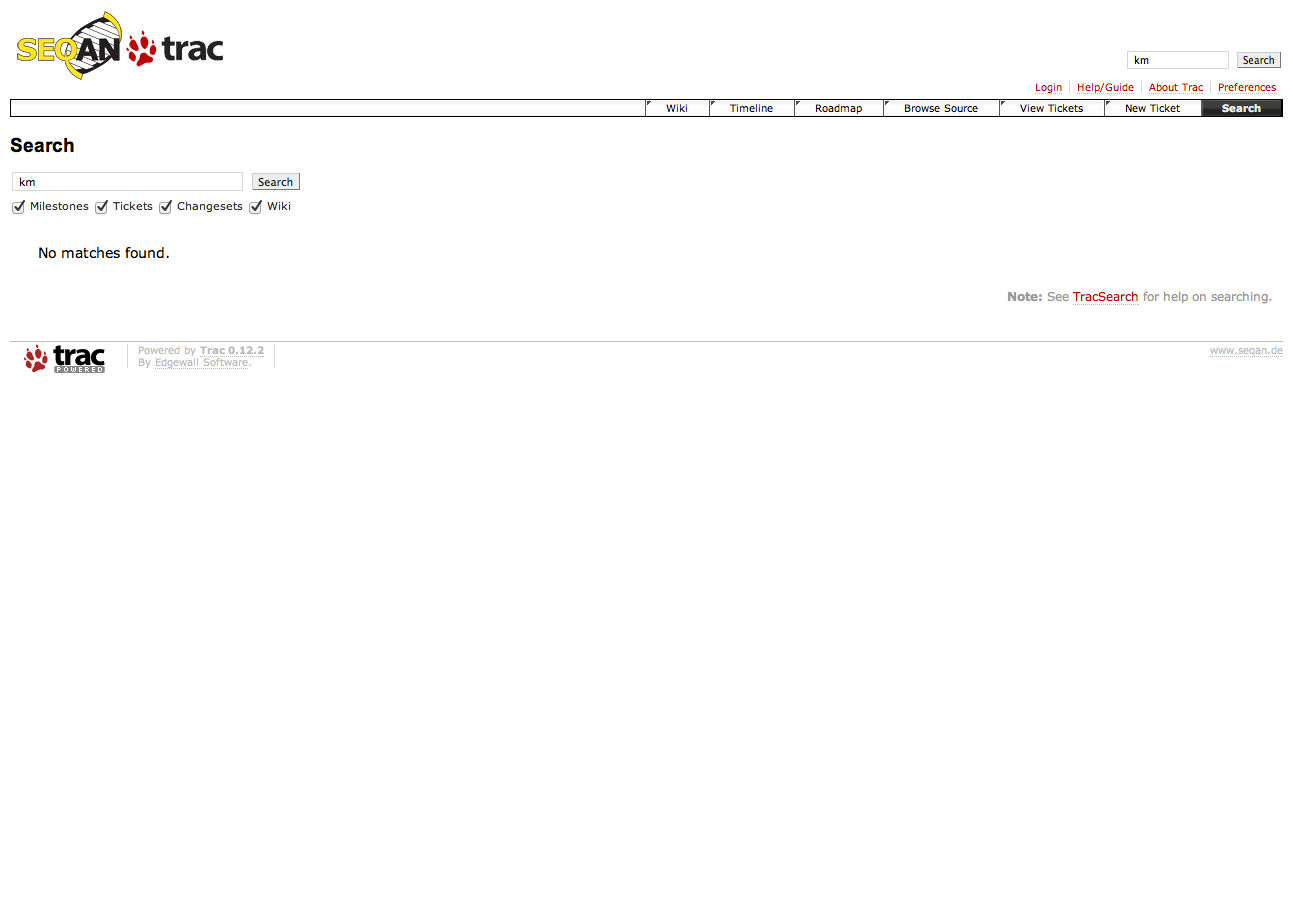 SEQAN trac
km Search
Login Help/Guide About Trac Preferences
Wiki Timeline Roadmap Browse Source View Tickets New Ticket Search
Search
km Search
Milestones Tickets Changesets Wiki
No matches found.
Note: See TracSearch for help on searching.
trac POWERED
Powered by Trac 0.12.2
By Edgewall Software.
www.seqan.de